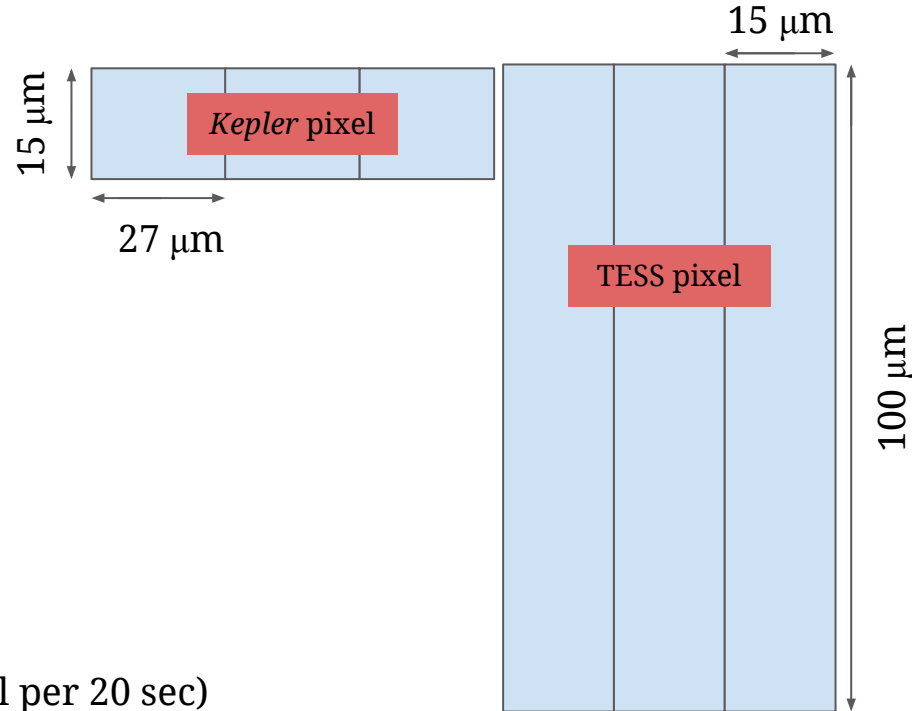 15 μm
15 μm
Kepler pixel
27 μm
TESS pixel
100 μm
l per 20 sec)